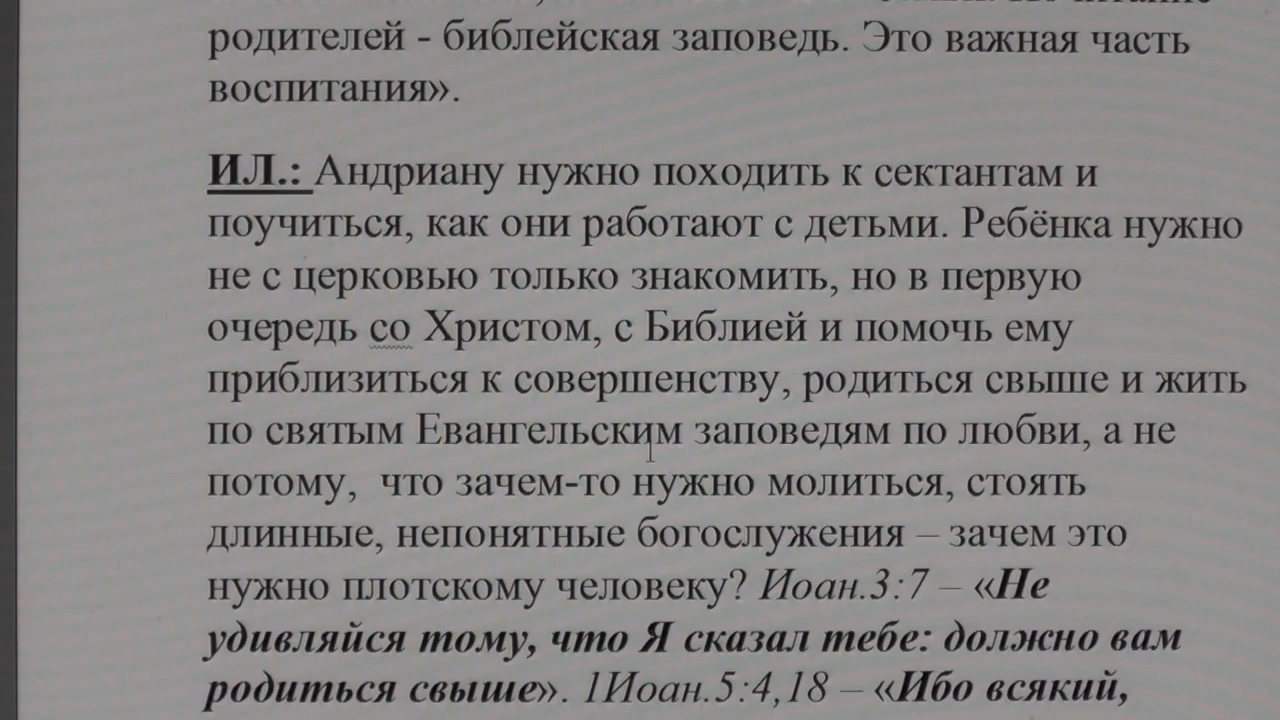 родителей - библейская заповедь. Это важная часть
воспитания».
ИЛ.: Андриану нужно походить к сектантам и
поучиться, как они работают с детьми. Ребёнка нужно
не с церковью только знакомить, но в первую
очередь со Христом, с Библией и помочь ему
приблизиться к совершенству, родиться свыше и жить
по святым Евангельским заповедям по любви, а не
потому,  что зачем-то нужно молиться, стоять
длинные, непонятные богослужения – зачем это
нужно плотскому человеку? Иоан.3:7 – «Не
удивляйся тому, что Я сказал тебе: должно вам
родиться свыше». 1Иоан.5:4,18 – «Ибо всякий,